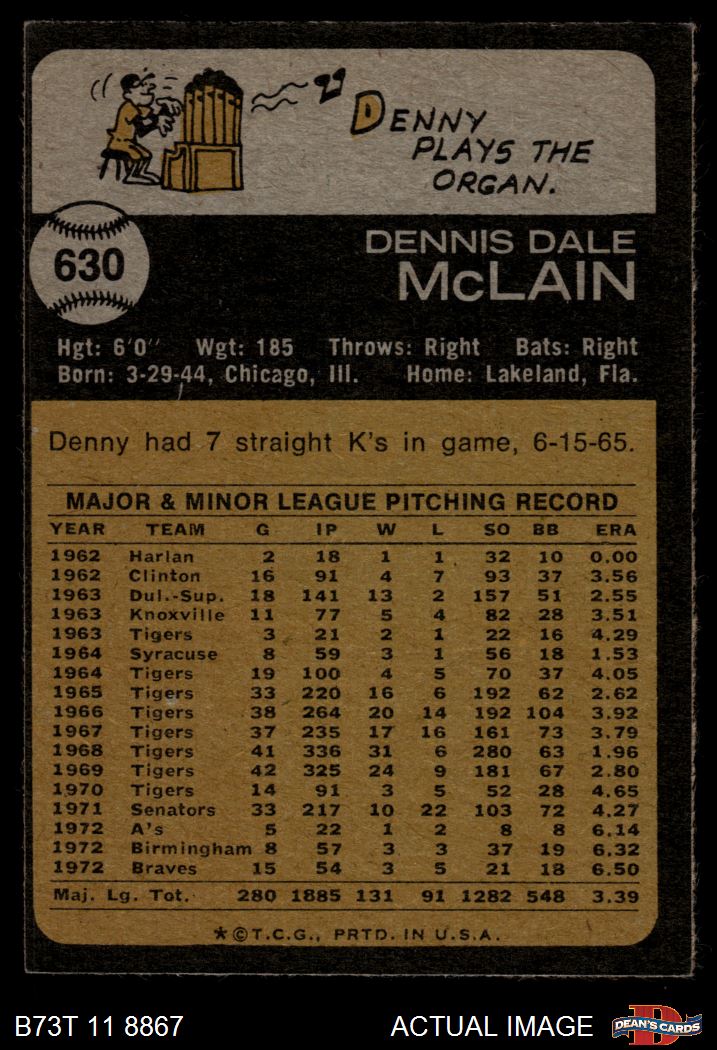 DENNY
PLAYS THE
ORGAN.
630
DENNIS DALE
McLAIN
Hgt: 6'0" Wgt: 185 Throws: Right Bats: Right
Born: 3-29-44, Chicago, Ill. Home: Lakeland, Fla.
Denny had 7 straight K's in game, 6-15-65.
MAJOR & MINOR LEAGUE PITCHING RECORD
YEAR TEAM G IP W L SO BB ERA
1962 Harlan 2 18 1 1 32 10 0.00
1962 Clinton 16 91 4 7 93 37 3.56
1963 Dul.-Sup. 18 141 13 2 157 51 2.55
1963 Knoxville 11 77 5 4 82 28 3.51
1963 Tigers 3 21 2 1 22 16 4.29
1964 Syracuse 8 59 3 1 56 18 1.53
1964 Tigers 19 100 4 5 70 37 4.05
1965 Tigers 33 220 16 6 192 62 2.62
1966 Tigers 38 264 20 14 192 104 3.92
1967 Tigers 37 235 17 16 161 73 3.79
1968 Tigers 41 336 31 6 280 63 1.96
1969 Tigers 42 325 24 9 181 67 2.80
1970 Tigers 14 91 3 5 52 28 4.65
1971 Senators 33 217 10 22 103 72 4.27
1972 A's 5 22 1 2 8 8 6.14
1972 Birmingham 8 57 3 3 37 19 6.32
1972 Braves 15 54 3 5 21 18 6.50
Maj. Lg. Tot. 280 1885 131 91 1282 548 3.39
*©T.C.G., PRTD. IN U.S.A.
B73T 11 8867 ACTUAL IMAGE
DEAN'S CARDS